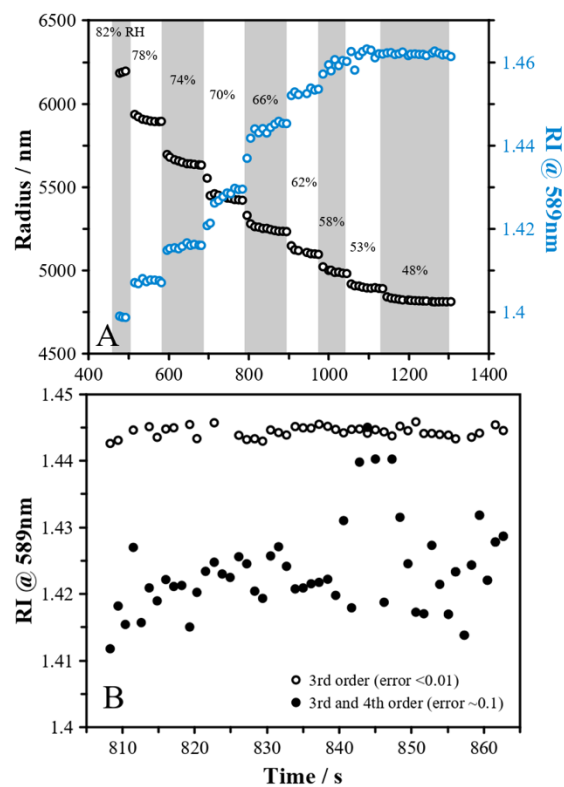 6500
82% RH
78%
74%
70%
66%
62%
58%
53%
48%
1.46
6000
1.44
5500
1.42
5000
1.4
4500
Radius / nm
RI @ 589nm
A
400 600 800 1000 1200 1400
1.45
1.44
1.43
1.42
1.41
1.4
RI @ 589nm
3rd order (error <0.01)
3rd and 4th order (error ~0.1)
B
810 820 830 840 850 860
Time / s